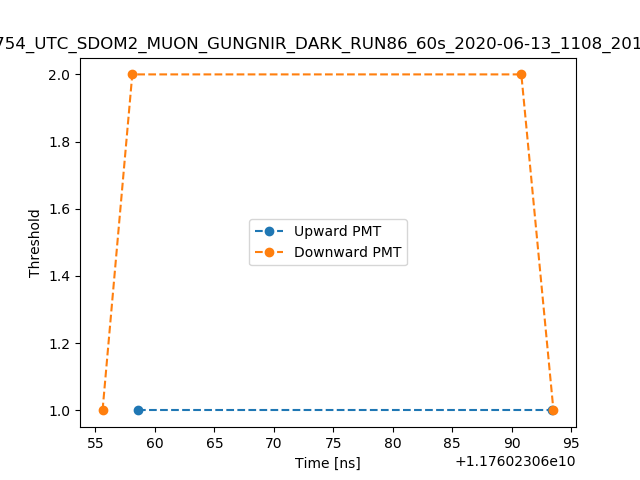 754_UTC_SDOM2_MUON_GUNGNIR_DARK_RUN86_60s_2020-06-13_1108_201
2.0
1.8
1.6
1.4
1.2
1.0
Threshold
Upward PMT
Downward PMT
55 60 65 70 75 80 85 90 95
Time [ns]
+1.17602306e10